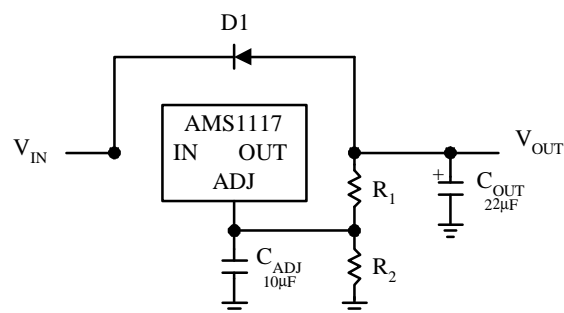 D1
AMS1117
V_IN
IN OUT
V_OUT
ADJ
R_1
+
C_OUT
22μF
C_ADJ
10μF
R_2